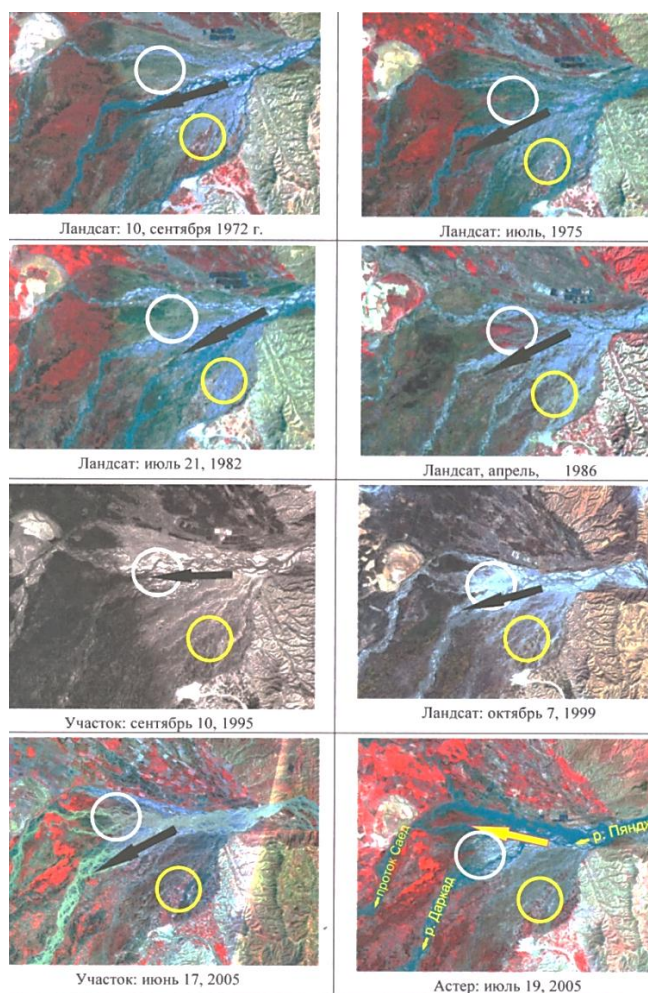 Ландсат: 10, сентября 1972 г.
Ландсат: июль, 1975
Ландсат: июль 21, 1982
Ландсат, апрель, 1986
Участок: сентябрь 10, 1995
Ландсат: октябрь 7, 1999
проток Саед
р. Даркад
р. Пяндж
Участок: июнь 17, 2005
Астер: июль 19, 2005